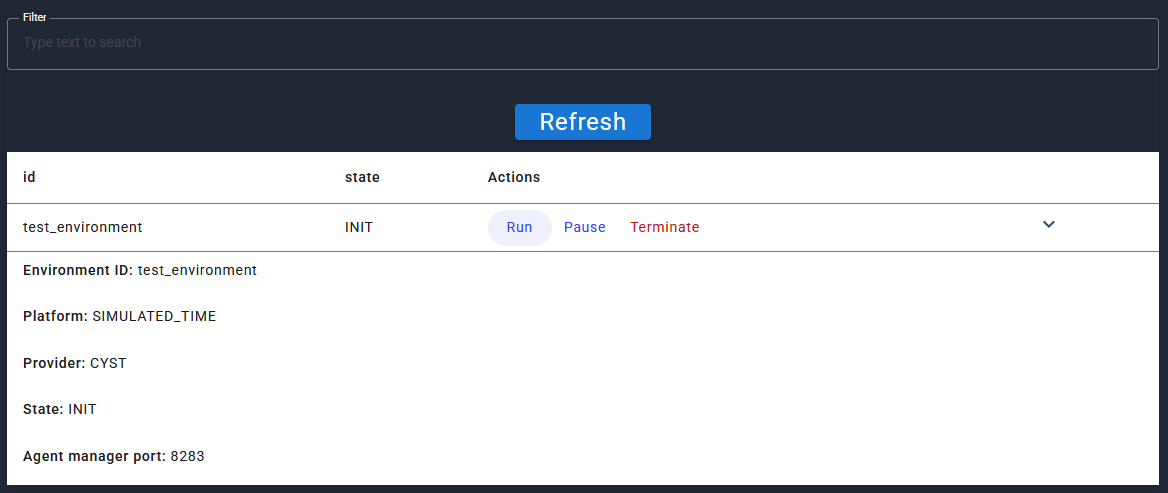 Filter
Type text to search
Refresh
id state Actions
test_environment INIT Run Pause Terminate
Environment ID: test_environment
Platform: SIMULATED_TIME
Provider: CYST
State: INIT
Agent manager port: 8283